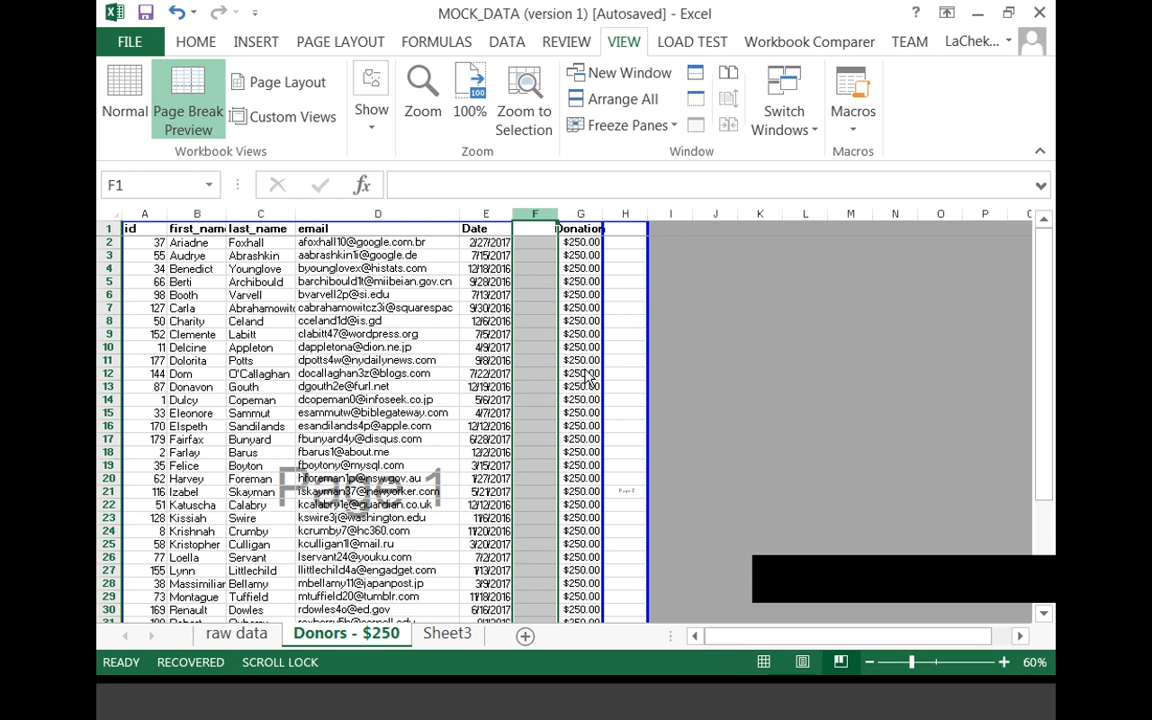 MOCK_DATA (version 1) [Autosaved] - Excel
?
FILE HOME INSERT PAGE LAYOUT FORMULAS DATA REVIEW VIEW LOAD TEST Workbook Comparer TEAM LaChek...
Normal Page Break Preview Page Layout Custom Views Show Zoom 100% Zoom to Selection New Window Arrange All Freeze Panes Switch Windows Macros
Workbook Views Zoom Window Macros
F1 fx
A B C D E F G H I J K L M N O P
1 id first_name last_name email Date Donation
2 37 Ariadne Foxhall afoxhall10@google.com.br 2/27/2017 $250.00
3 55 Audrye Abrashkin aabrashkin1i@google.de 7/15/2017 $250.00
4 34 Benedict Younglove byounglovex@histats.com 12/18/2016 $250.00
5 66 Berti Archibould barchibould1t@miibeian.gov.cn 9/28/2016 $250.00
6 98 Booth Varvell bvarvell2p@si.edu 7/13/2017 $250.00
7 127 Carla Abrahamowitc cabrahamowitcz3i@squarespac 9/30/2016 $250.00
8 50 Charity Celand cceland1d@is.gd 12/6/2016 $250.00
9 152 Clemente Labitt clabitt47@wordpress.org 7/5/2017 $250.00
10 11 Delcine Appleton dappletona@dion.ne.jp 4/9/2017 $250.00
11 177 Dolorita Potts dpotts4w@nydailynews.com 9/8/2016 $250.00
12 144 Dom O'Callaghan docallaghan3z@blogs.com 7/22/2017 $250.00
13 87 Donavon Gouth dgouth2e@furl.net 12/19/2016 $250.00
14 1 Dulcy Copeman dcopeman0@infoseek.co.jp 5/6/2017 $250.00
15 33 Eleonore Sammut esammutw@biblegateway.com 4/7/2017 $250.00
16 170 Elspeth Sandilands esandilands4p@apple.com 12/12/2016 $250.00
17 179 Fairfax Bunyard fbunyard4y@disqus.com 6/28/2017 $250.00
18 2 Farlay Barus fbarus1@about.me 12/2/2016 $250.00
19 35 Felice Boyton fboytony@mysql.com 3/15/2017 $250.00
20 62 Harvey Foreman hforeman1p@nsw.gov.au 1/27/2017 $250.00
Page 1
21 116 Izabel Skayman iskayman37@newyorker.com 5/21/2017 $250.00 Page 2
22 51 Katuscha Calabry kcalabry1e@guardian.co.uk 12/12/2016 $250.00
23 128 Kissiah Swire kswire3j@washington.edu 11/6/2016 $250.00
24 8 Krishnah Crumby kcrumby7@hc360.com 11/20/2016 $250.00
25 58 Kristopher Culligan kculligan1l@mail.ru 3/20/2017 $250.00
26 77 Loella Servant lservant24@youku.com 7/2/2017 $250.00
27 155 Lynn Littlechild llittlechild4a@engadget.com 1/13/2017 $250.00
28 38 Massimilian Bellamy mbellamy11@japanpost.jp 3/9/2017 $250.00
29 73 Montague Tuffield mtuffield20@tumblr.com 11/18/2016 $250.00
30 169 Renault Dowles rdowles4o@ed.gov 6/16/2017 $250.00
raw data Donors - $250 Sheet3
READY RECOVERED SCROLL LOCK 60%